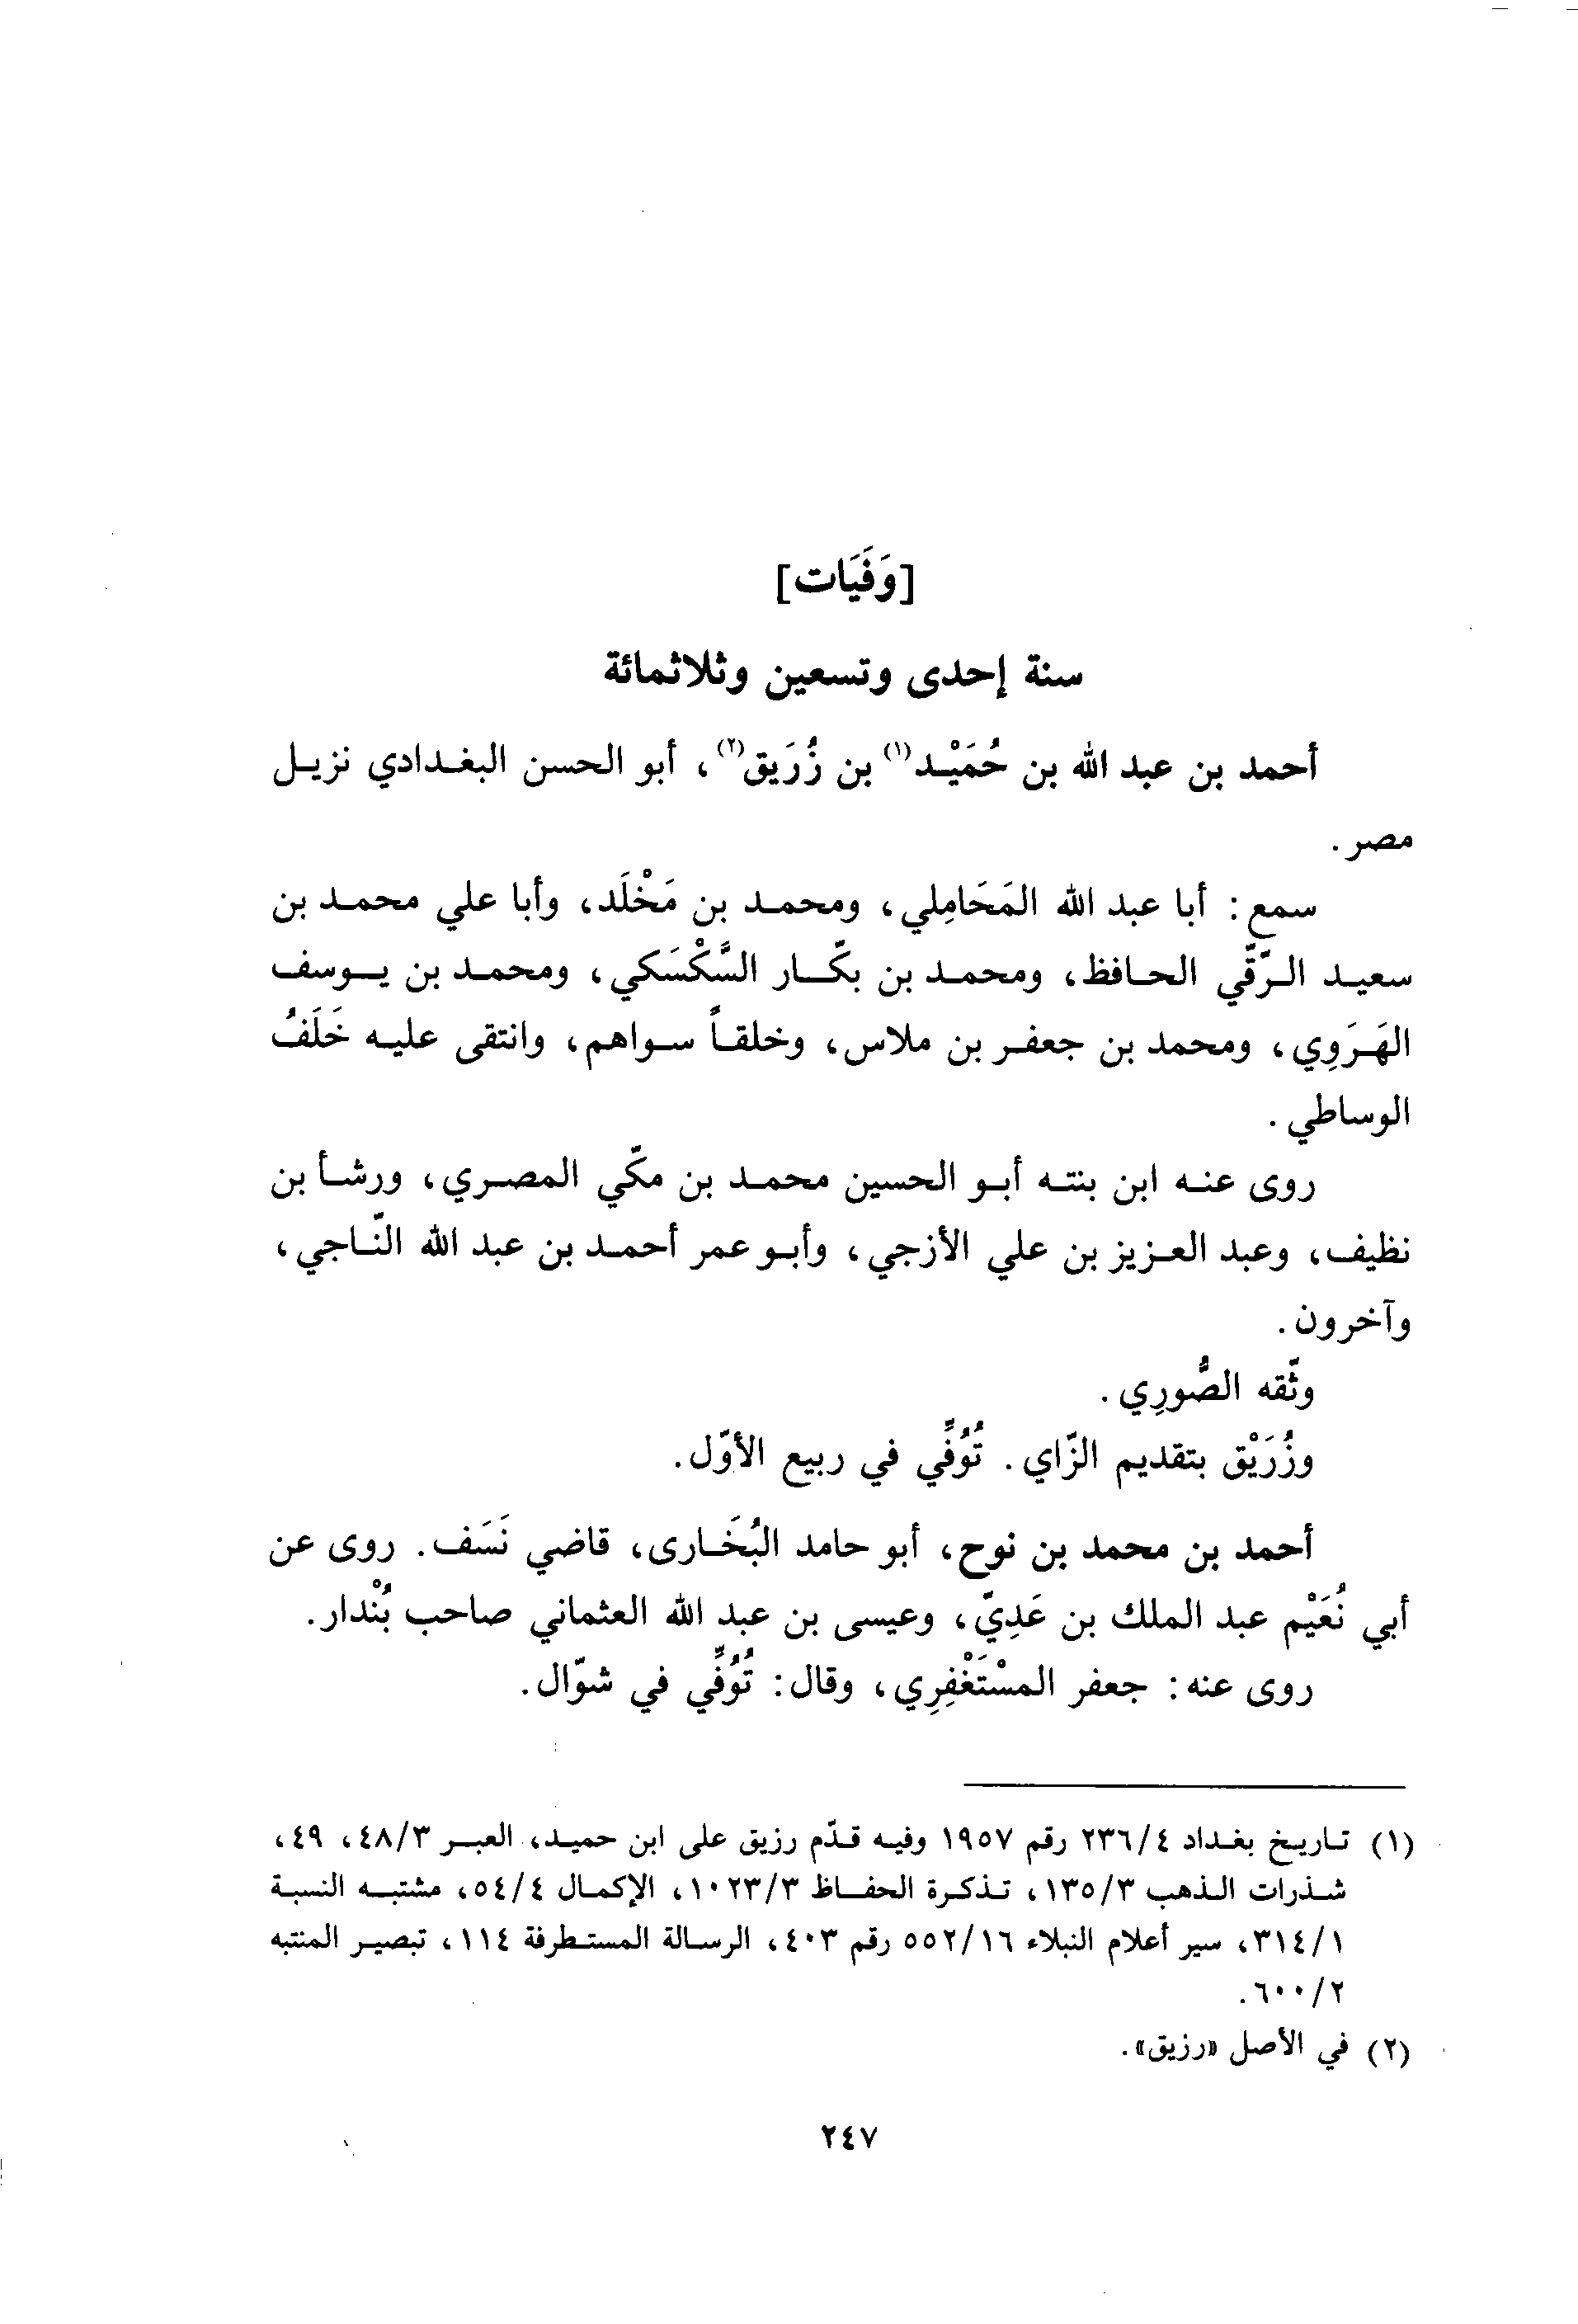 [وَفَيَات]
سنة إحدى وتسعين وثلاثمائة
أحمد بن عبد الله بن حُمَيْد(١) بن زُرَيق(٢)، أبو الحسن البغدادي نزيل
مصر.
سمع: أبا عبد الله المَحَامِلي، ومحمد بن مَخْلَد، وأبا علي محمد بن
سعيد الرّقّي الحافظ، ومحمد بن بكّار السَّكْسَكي، ومحمد بن يوسف
الهَرَوِي، ومحمد بن جعفر بن ملاس، وخلقاً سواهم، وانتقى عليه خَلَفُ
الوساطي.
روى عنه ابن بنته أبو الحسين محمد بن مكّي المصري، ورشأ بن
نظيف، وعبد العزيز بن علي الأزجي، وأبو عمر أحمد بن عبد الله النّاجي،
وآخرون.
وثّقه الصُّورِي.
وزُرَيْق بتقديم الزّاي. تُوُفِّي في ربيع الأوّل.
أحمد بن محمد بن نوح، أبو حامد البُخَارى، قاضي نَسَف. روى عن
أبي نُعَيْم عبد الملك بن عَدِيّ، وعيسى بن عبد الله العثماني صاحب بُنْدار.
روى عنه: جعفر المسْتَغْفِرِي، وقال: تُوُفِّي في شوّال.
(١) تاريخ بغداد ٢٣٦/٤ رقم ١٩٥٧ وفيه قدّم رزيق على ابن حميد، العبر ٤٨/٣، ٤٩،
شذرات الذهب ١٣٥/٣، تذكرة الحفاظ ١٠٢٣/٣، الإكمال ٥٤/٤، مشتبه النسبة
٣١٤/١، سير أعلام النبلاء ٥٥٢/١٦ رقم ٤٠٣، الرسالة المستطرفة ١١٤، تبصير المنتبه
٦٠٠/٢.
(٢) في الأصل «رزيق».
٢٤٧